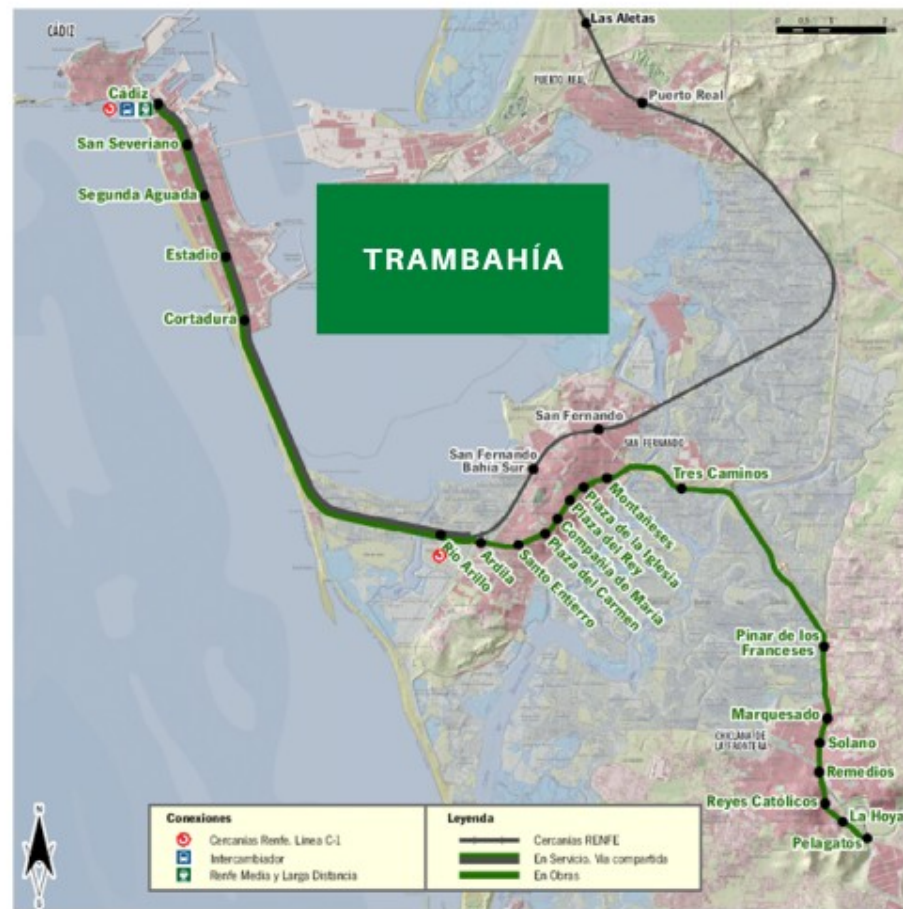 CÁDIZ
Las Aletas
PUERTO REAL
Puerto Real
Cádiz
San Severiano
Segunda Aguada
Estadio
Cortadura
TRAMBAHÍA
San Fernando
SAN FERNANDO
San Fernando
Bahía Sur
Tres Caminos
Montañeses
Plaza de la Iglesia
Plaza del Rey
Compañía de María
Plaza del Carmen
Santo Entierro
Ardila
Río Arillo
Pinar de los
Franceses
Marquesado
CHICLANA DE
LA FRONTERA
Solano
Remedios
Reyes Católicos
La Hoya
Pelagatos
N
Conexiones
Cercanías Renfe. Línea C-1
Intercambiador
Renfe Media y Larga Distancia
Leyenda
Cercanías RENFE
En Servicio. Vía compartida
En Obras